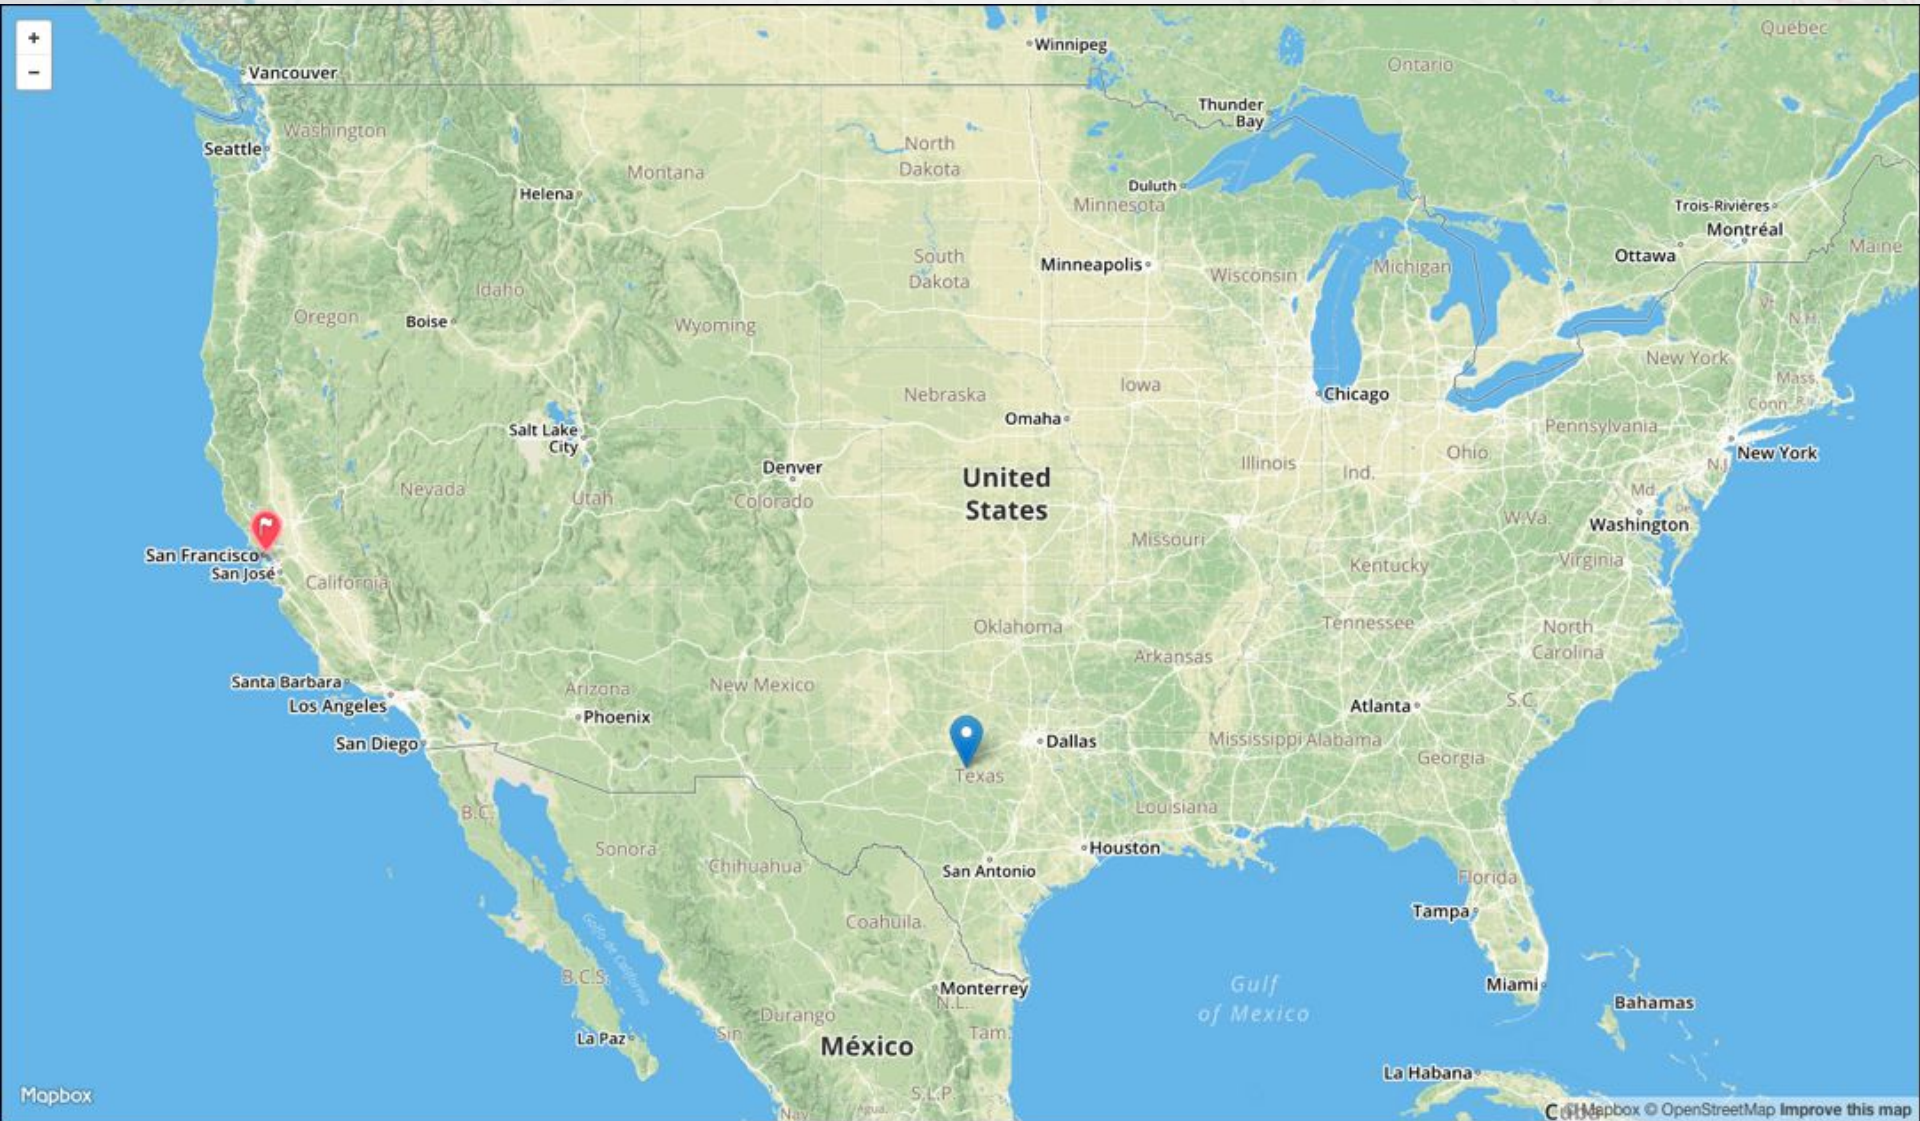 +
−
Winnipeg
Québec
Ontario
Vancouver
Thunder
Bay
Washington
Seattle
North
Dakota
Montana
Helena
Duluth
Minnesota
Trois-Rivières
Montréal
Ottawa
Maine
South
Dakota
Minneapolis
Wisconsin
Michigan
Idaho
Oregon
Boise
Wyoming
Vt.
N.H.
New York
Nebraska
Iowa
Chicago
Mass.
Conn.
R.I.
Omaha
Pennsylvania
Salt Lake
City
New York
Denver
Colorado
United
States
Illinois
Ind.
Ohio
N.J.
Nevada
Utah
Md.
De.
W.Va.
Washington
San Francisco
San José
California
Missouri
Kentucky
Virginia
Oklahoma
Tennessee
North
Carolina
Arkansas
Santa Barbara
Los Angeles
Arizona
Phoenix
New Mexico
Atlanta
S.C.
San Diego
Dallas
Texas
Mississippi
Alabama
Georgia
B.C.
Louisiana
Sonora
Chihuahua
San Antonio
Houston
Florida
Coahuila
Tampa
Golfo de California
B.C.S.
Monterrey
N.L.
Gulf
of Mexico
Miami
Bahamas
Durango
Sin.
La Paz
México
Tam.
La Habana
S.L.P.
Nay.
Agua.
Cuba
Mapbox
© Mapbox © OpenStreetMap Improve this map